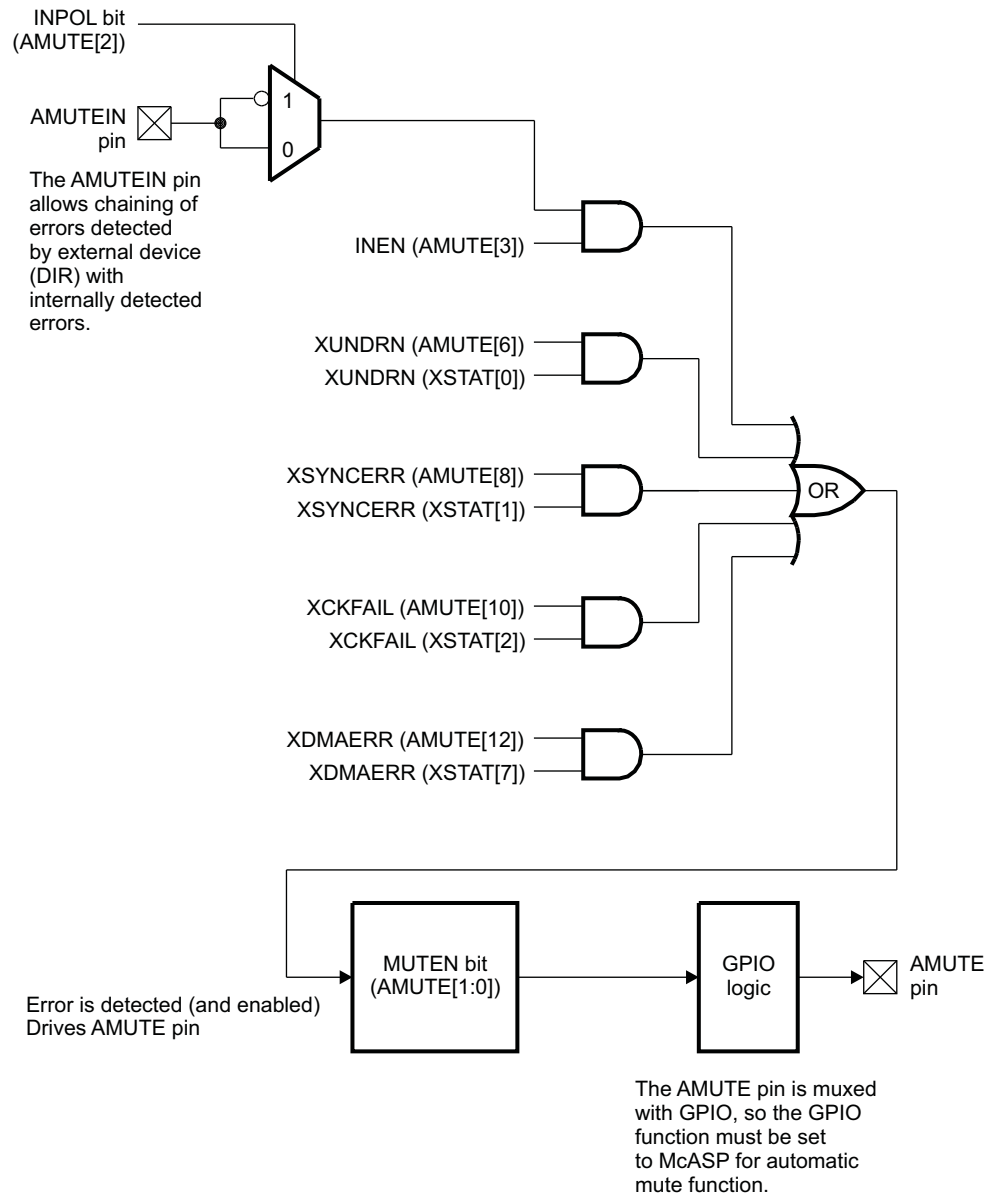 INPOL bit
(AMUTE[2])
1
AMUTEIN
pin
0
The AMUTEIN pin
allows chaining of
errors detected
by external device
(DIR) with
internally detected
errors.
INEN (AMUTE[3])
XUNDRN (AMUTE[6])
XUNDRN (XSTAT[0])
XSYNCERR (AMUTE[8])
XSYNCERR (XSTAT[1])
OR
XCKFAIL (AMUTE[10])
XCKFAIL (XSTAT[2])
XDMAERR (AMUTE[12])
XDMAERR (XSTAT[7])
MUTEN bit
(AMUTE[1:0])
GPIO
logic
AMUTE
pin
Error is detected (and enabled)
Drives AMUTE pin
The AMUTE pin is muxed
with GPIO, so the GPIO
function must be set
to McASP for automatic
mute function.